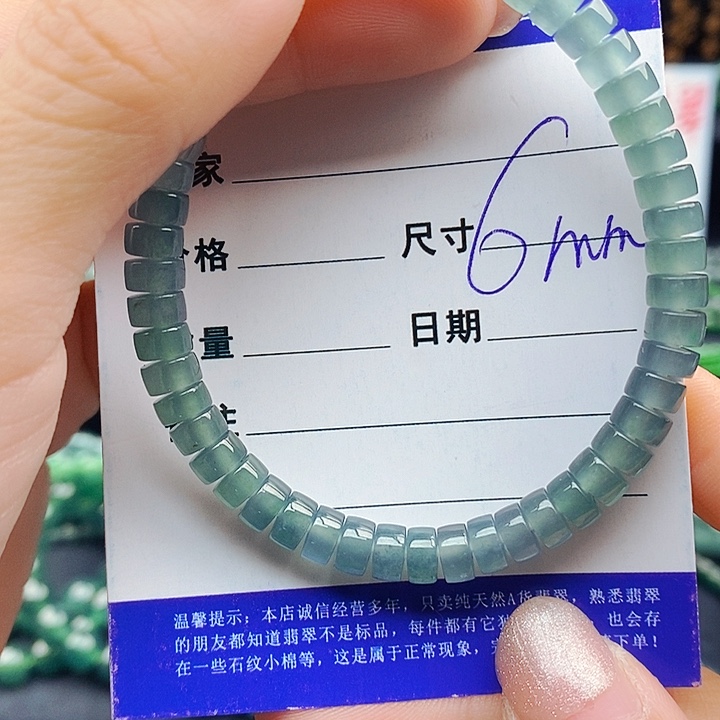 家
格 尺寸 6mm
量 日期
温馨提示：本店诚信经营多年，只卖纯天然A货翡翠，熟悉翡翠
的朋友都知道翡翠不是标品，每件都有它 也会存
在一些石纹小棉等，这是属于正常现象， 下单！